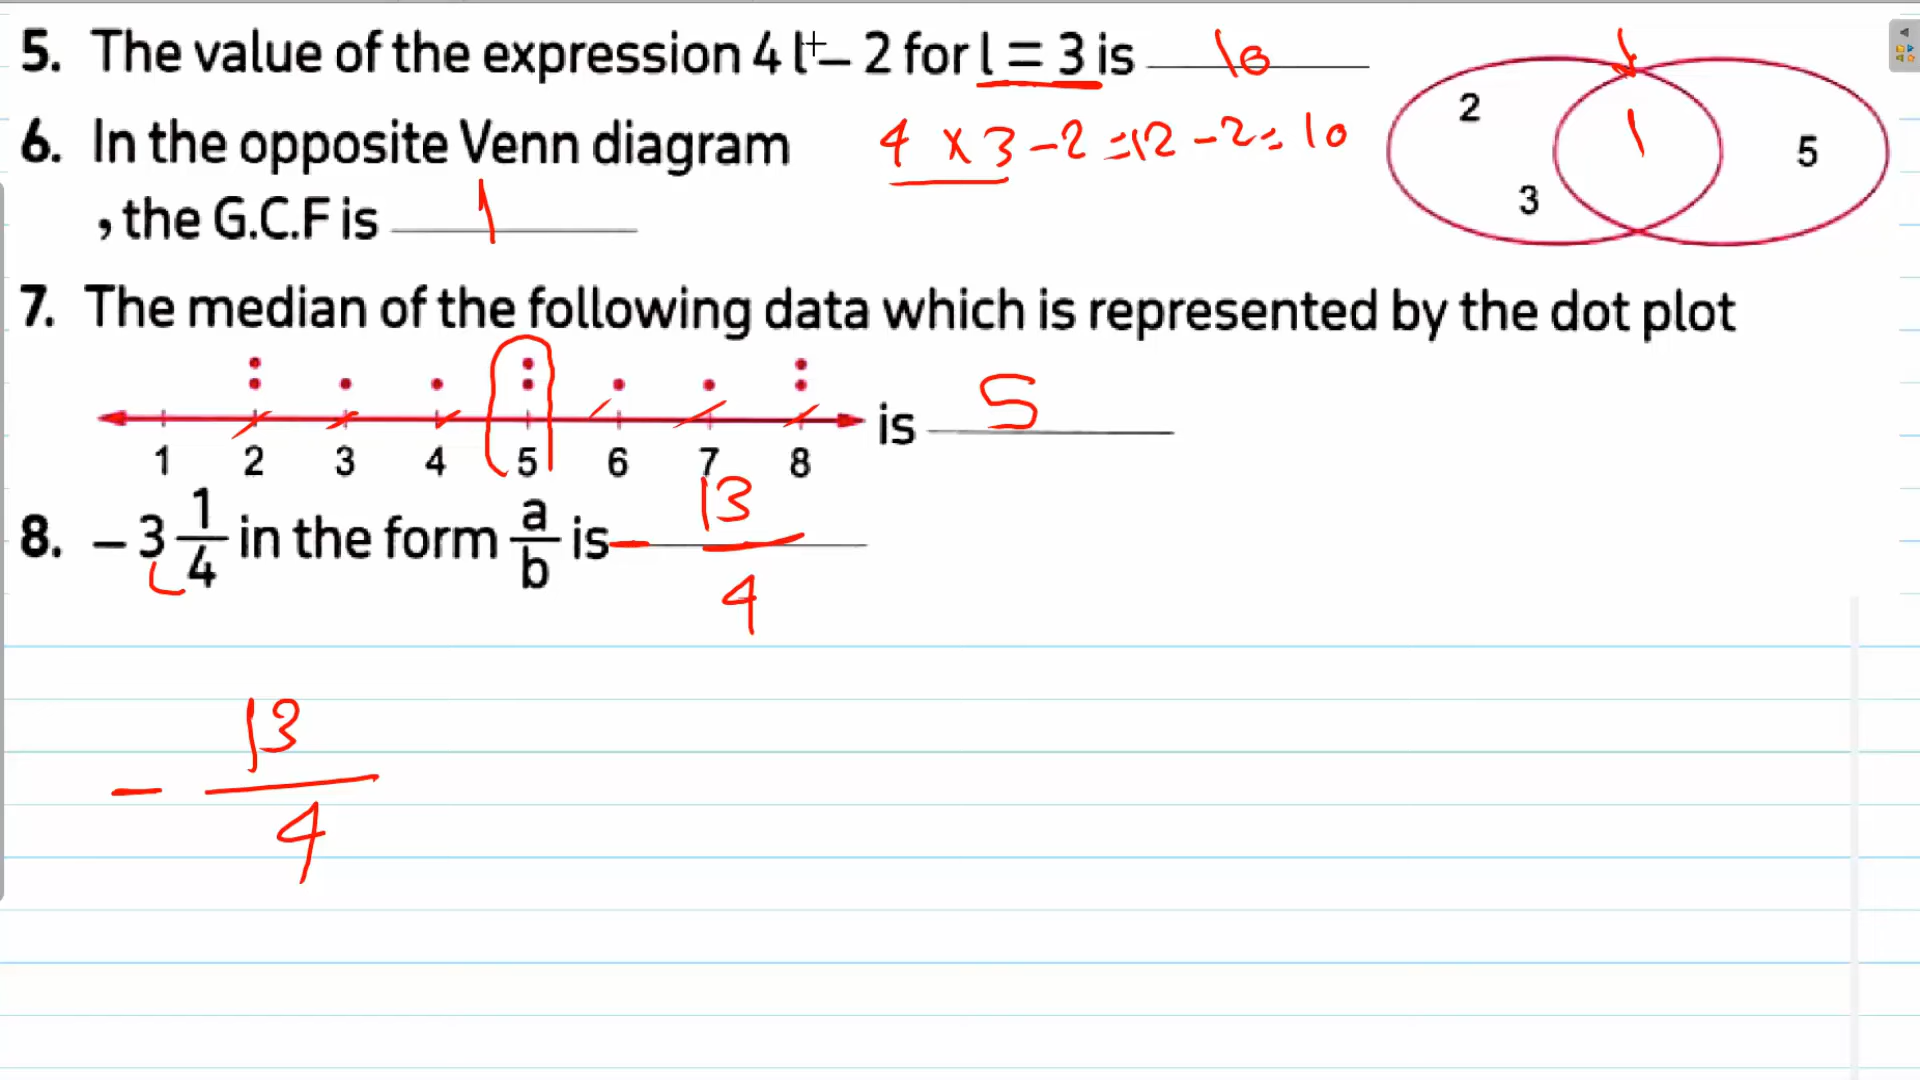 5. The value of the expression 4 l – 2 for l = 3 is 10
6. In the opposite Venn diagram 4 × 3 – 2 = 12 – 2 = 10
, the G.C.F is 1
2 3 1 1 5
7. The median of the following data which is represented by the dot plot
1 2 3 4 5 6 7 8 is 5
8. – 3 1/4 in the form a/b is – 13/4
– 13/4